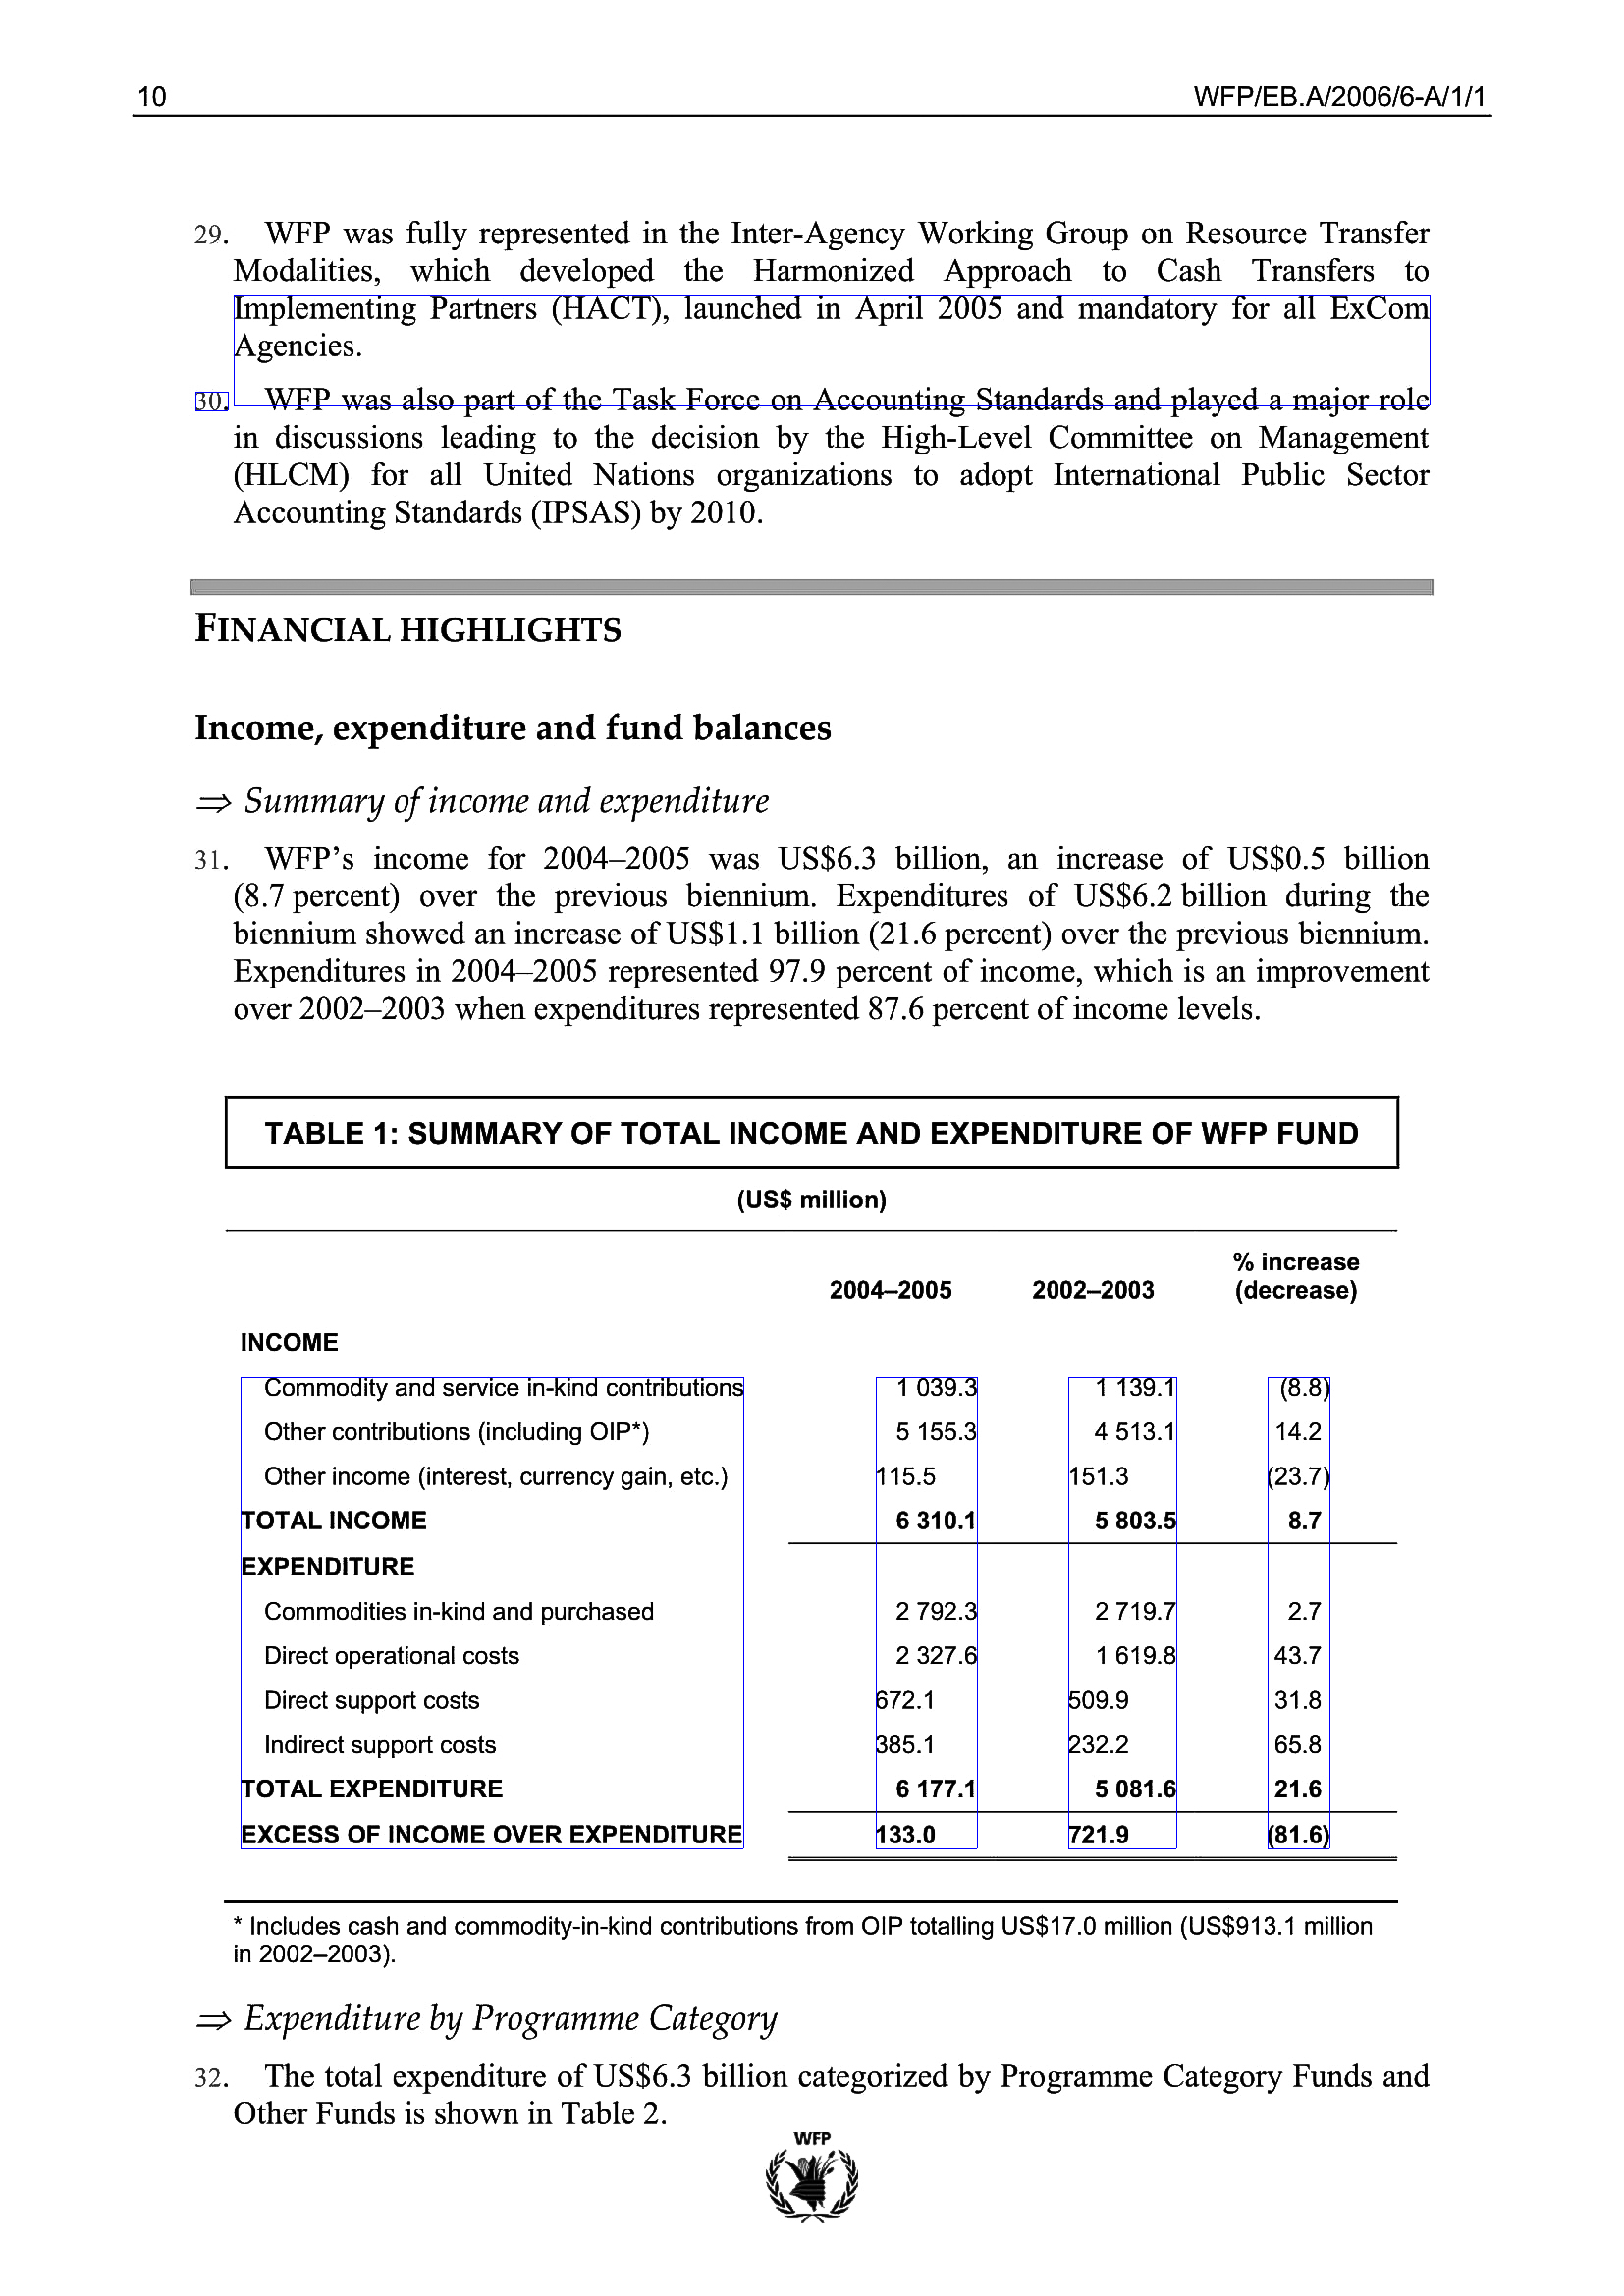 10 WFP/EB.A/2006/6-A/1/1
29. WFP was fully represented in the Inter-Agency Working Group on Resource Transfer
Modalities, which developed the Harmonized Approach to Cash Transfers to
Implementing Partners (HACT), launched in April 2005 and mandatory for all ExCom
Agencies.
30. WFP was also part of the Task Force on Accounting Standards and played a major role
in discussions leading to the decision by the High-Level Committee on Management
(HLCM) for all United Nations organizations to adopt International Public Sector
Accounting Standards (IPSAS) by 2010.
FINANCIAL HIGHLIGHTS
Income, expenditure and fund balances
⇒ Summary of income and expenditure
31. WFP’s income for 2004–2005 was US$6.3 billion, an increase of US$0.5 billion
(8.7 percent) over the previous biennium. Expenditures of US$6.2 billion during the
biennium showed an increase of US$1.1 billion (21.6 percent) over the previous biennium.
Expenditures in 2004–2005 represented 97.9 percent of income, which is an improvement
over 2002–2003 when expenditures represented 87.6 percent of income levels.
TABLE 1: SUMMARY OF TOTAL INCOME AND EXPENDITURE OF WFP FUND
(US$ million)
2004–2005 2002–2003 % increase
(decrease)
INCOME
Commodity and service in-kind contributions 1 039.3 1 139.1 (8.8)
Other contributions (including OIP*) 5 155.3 4 513.1 14.2
Other income (interest, currency gain, etc.) 115.5 151.3 (23.7)
TOTAL INCOME 6 310.1 5 803.5 8.7
EXPENDITURE
Commodities in-kind and purchased 2 792.3 2 719.7 2.7
Direct operational costs 2 327.6 1 619.8 43.7
Direct support costs 672.1 509.9 31.8
Indirect support costs 385.1 232.2 65.8
TOTAL EXPENDITURE 6 177.1 5 081.6 21.6
EXCESS OF INCOME OVER EXPENDITURE 133.0 721.9 (81.6)
* Includes cash and commodity-in-kind contributions from OIP totalling US$17.0 million (US$913.1 million
in 2002–2003).
⇒ Expenditure by Programme Category
32. The total expenditure of US$6.3 billion categorized by Programme Category Funds and
Other Funds is shown in Table 2.
WFP